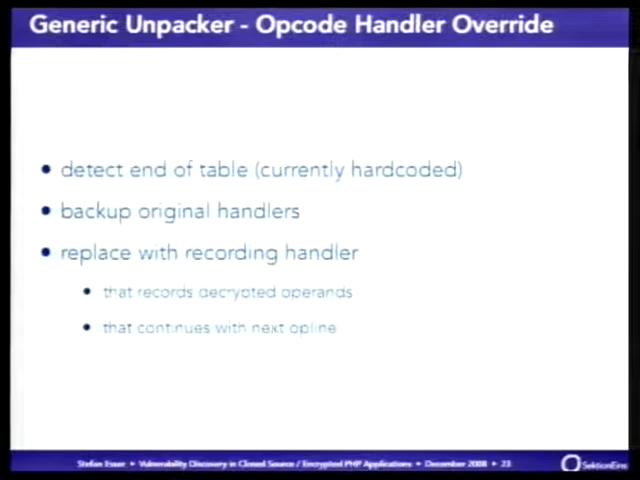 Generic Unpacker - Opcode Handler Override
• detect end of table (currently hardcoded)
• backup original handlers
• replace with recording handler
• that records decrypted operands
• that continues with next opline
Stefan Esser • Vulnerability Discovery in Closed Source / Encrypted PHP Applications • December 2008 • 23
SektionEins